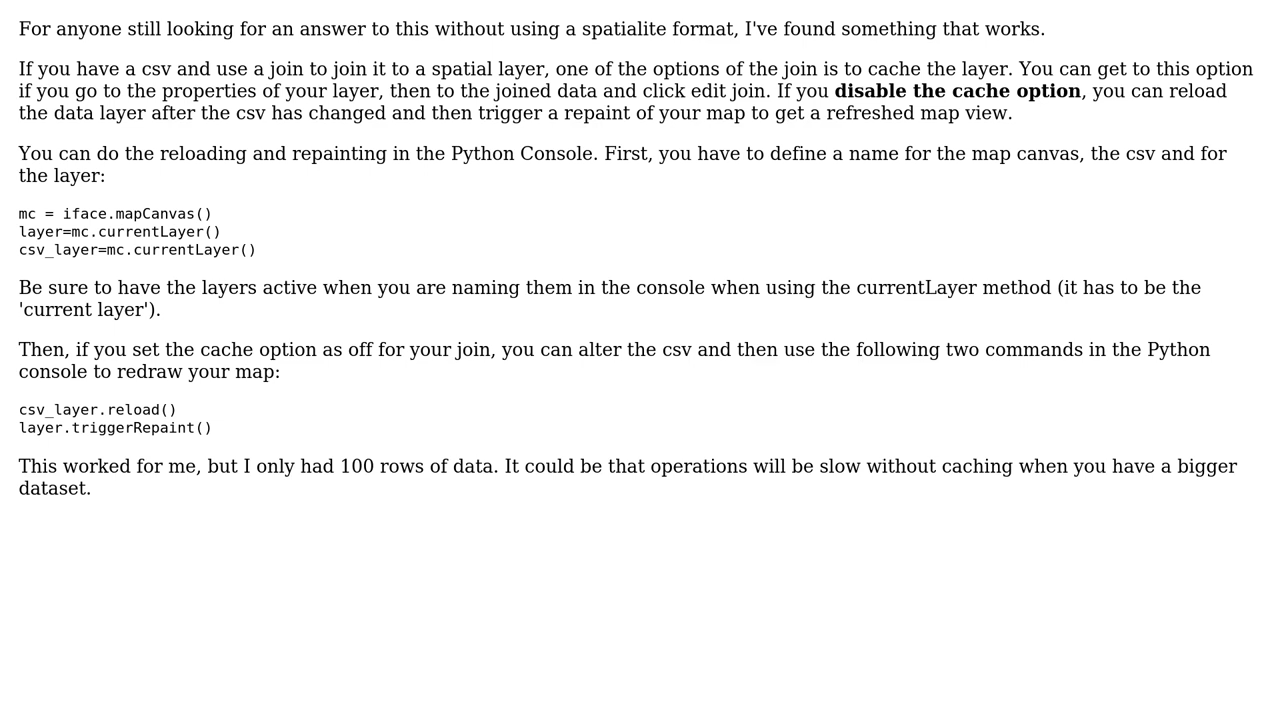 For anyone still looking for an answer to this without using a spatialite format, I've found something that works.
If you have a csv and use a join to join it to a spatial layer, one of the options of the join is to cache the layer. You can get to this option
if you go to the properties of your layer, then to the joined data and click edit join. If you disable the cache option, you can reload
the data layer after the csv has changed and then trigger a repaint of your map to get a refreshed map view.
You can do the reloading and repainting in the Python Console. First, you have to define a name for the map canvas, the csv and for
the layer:
mc = iface.mapCanvas()
layer=mc.currentLayer()
csv_layer=mc.currentLayer()
Be sure to have the layers active when you are naming them in the console when using the currentLayer method (it has to be the
'current layer').
Then, if you set the cache option as off for your join, you can alter the csv and then use the following two commands in the Python
console to redraw your map:
csv_layer.reload()
layer.triggerRepaint()
This worked for me, but I only had 100 rows of data. It could be that operations will be slow without caching when you have a bigger
dataset.